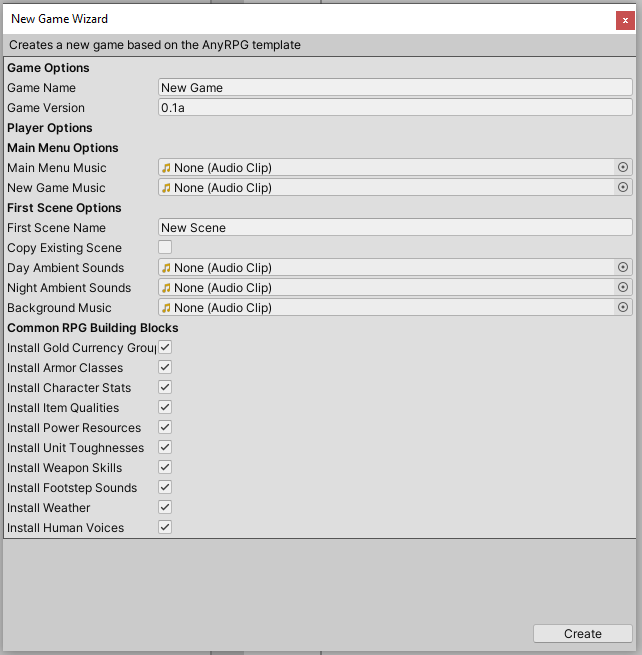 New Game Wizard
x
Creates a new game based on the AnyRPG template
Game Options
Game Name New Game
Game Version 0.1a
Player Options
Main Menu Options
Main Menu Music None (Audio Clip)
New Game Music None (Audio Clip)
First Scene Options
First Scene Name New Scene
Copy Existing Scene
Day Ambient Sounds None (Audio Clip)
Night Ambient Sounds None (Audio Clip)
Background Music None (Audio Clip)
Common RPG Building Blocks
Install Gold Currency Group
Install Armor Classes
Install Character Stats
Install Item Qualities
Install Power Resources
Install Unit Toughnesses
Install Weapon Skills
Install Footstep Sounds
Install Weather
Install Human Voices
Create